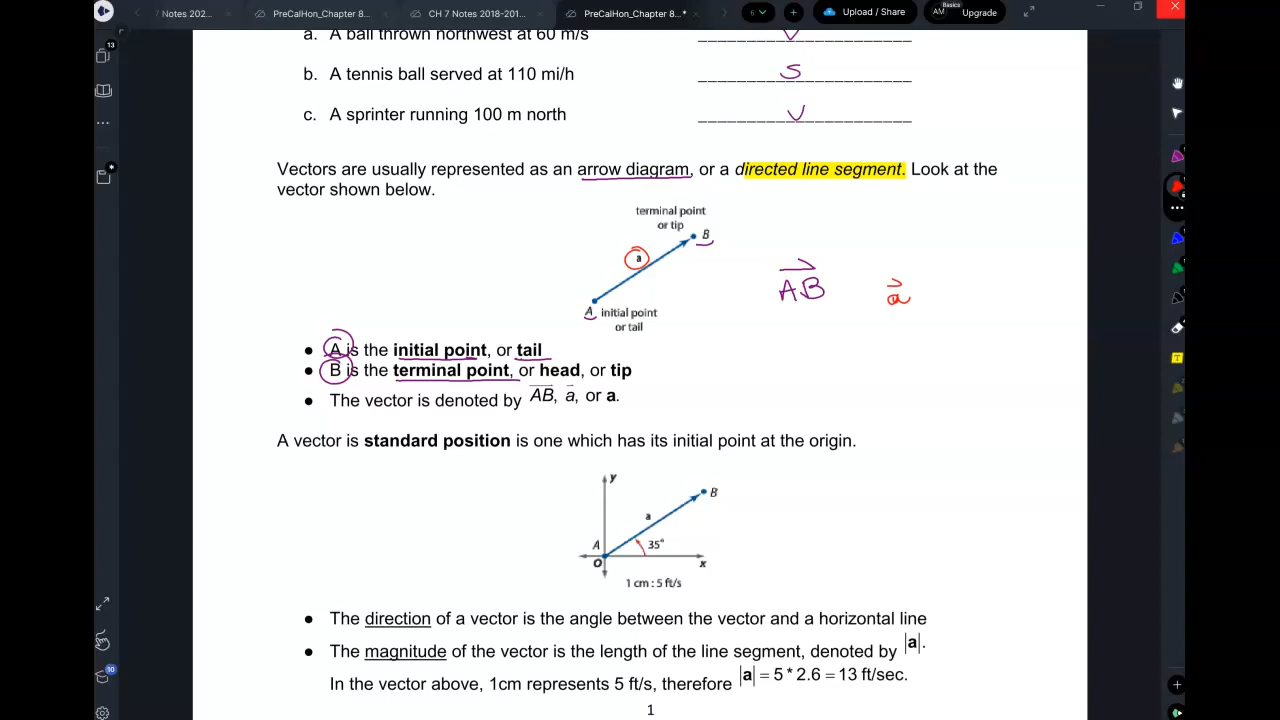 7 Notes 202...
PreCalHon_Chapter 8...
CH 7 Notes 2018-201...
PreCalHon_Chapter 8...*
6
Upload / Share
AM
Basics
Upgrade
13
a. A ball thrown northwest at 60 m/s V
b. A tennis ball served at 110 mi/h S
c. A sprinter running 100 m north V
Vectors are usually represented as an arrow diagram, or a directed line segment. Look at the
vector shown below.
terminal point
or tip
B
a
A initial point
or tail
AB
a
• A is the initial point, or tail
• B is the terminal point, or head, or tip
• The vector is denoted by AB, a, or a.
A vector is standard position is one which has its initial point at the origin.
y
B
a
A
35°
O
x
1 cm : 5 ft/s
• The direction of a vector is the angle between the vector and a horizontal line
• The magnitude of the vector is the length of the line segment, denoted by |a|.
In the vector above, 1cm represents 5 ft/s, therefore |a| = 5 * 2.6 = 13 ft/sec.
1
T